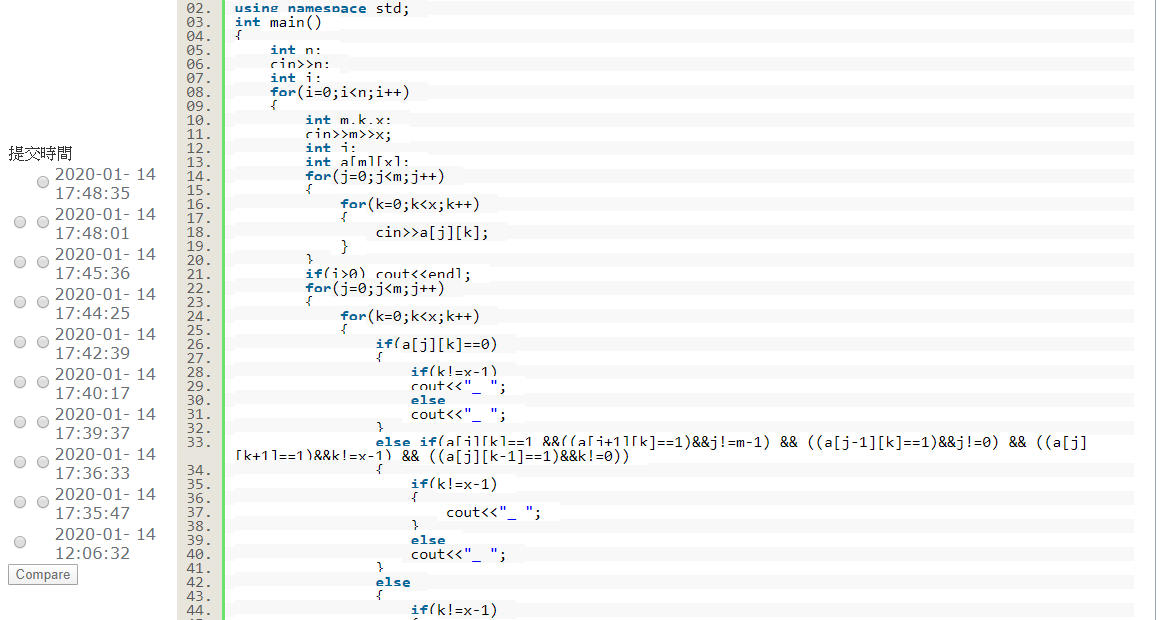 提交時間
2020-01- 14
17:48:35
2020-01- 14
17:48:01
2020-01- 14
17:45:36
2020-01- 14
17:44:25
2020-01- 14
17:42:39
2020-01- 14
17:40:17
2020-01- 14
17:39:37
2020-01- 14
17:36:33
2020-01- 14
17:35:47
2020-01- 14
12:06:32
Compare
02. using namespace std;
03. int main()
04. {
05. int n;
06. cin>>n;
07. int i;
08. for(i=0;i<n;i++)
09. {
10. int m,k,x;
11. cin>>m>>x;
12. int j;
13. int a[m][x];
14. for(j=0;j<m;j++)
15. {
16. for(k=0;k<x;k++)
17. {
18. cin>>a[j][k];
19. }
20. }
21. if(i>0) cout<<endl;
22. for(j=0;j<m;j++)
23. {
24. for(k=0;k<x;k++)
25. {
26. if(a[j][k]==0)
27. {
28. if(k!=x-1)
29. cout<<"_ ";
30. else
31. cout<<"_ ";
32. }
33. else if(a[j][k]==1 &&((a[j+1][k]==1)&&j!=m-1) && ((a[j-1][k]==1)&&j!=0) && ((a[j]
[k+1]==1)&&k!=x-1) && ((a[j][k-1]==1)&&k!=0))
34. {
35. if(k!=x-1)
36. {
37. cout<<"_ ";
38. }
39. else
40. cout<<"_ ";
41. }
42. else
43. {
44. if(k!=x-1)